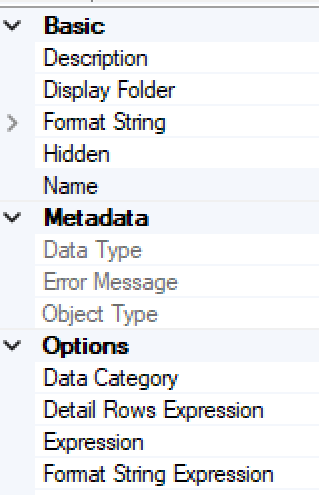 Basic
Description
Display Folder
Format String
Hidden
Name
Metadata
Data Type
Error Message
Object Type
Options
Data Category
Detail Rows Expression
Expression
Format String Expression